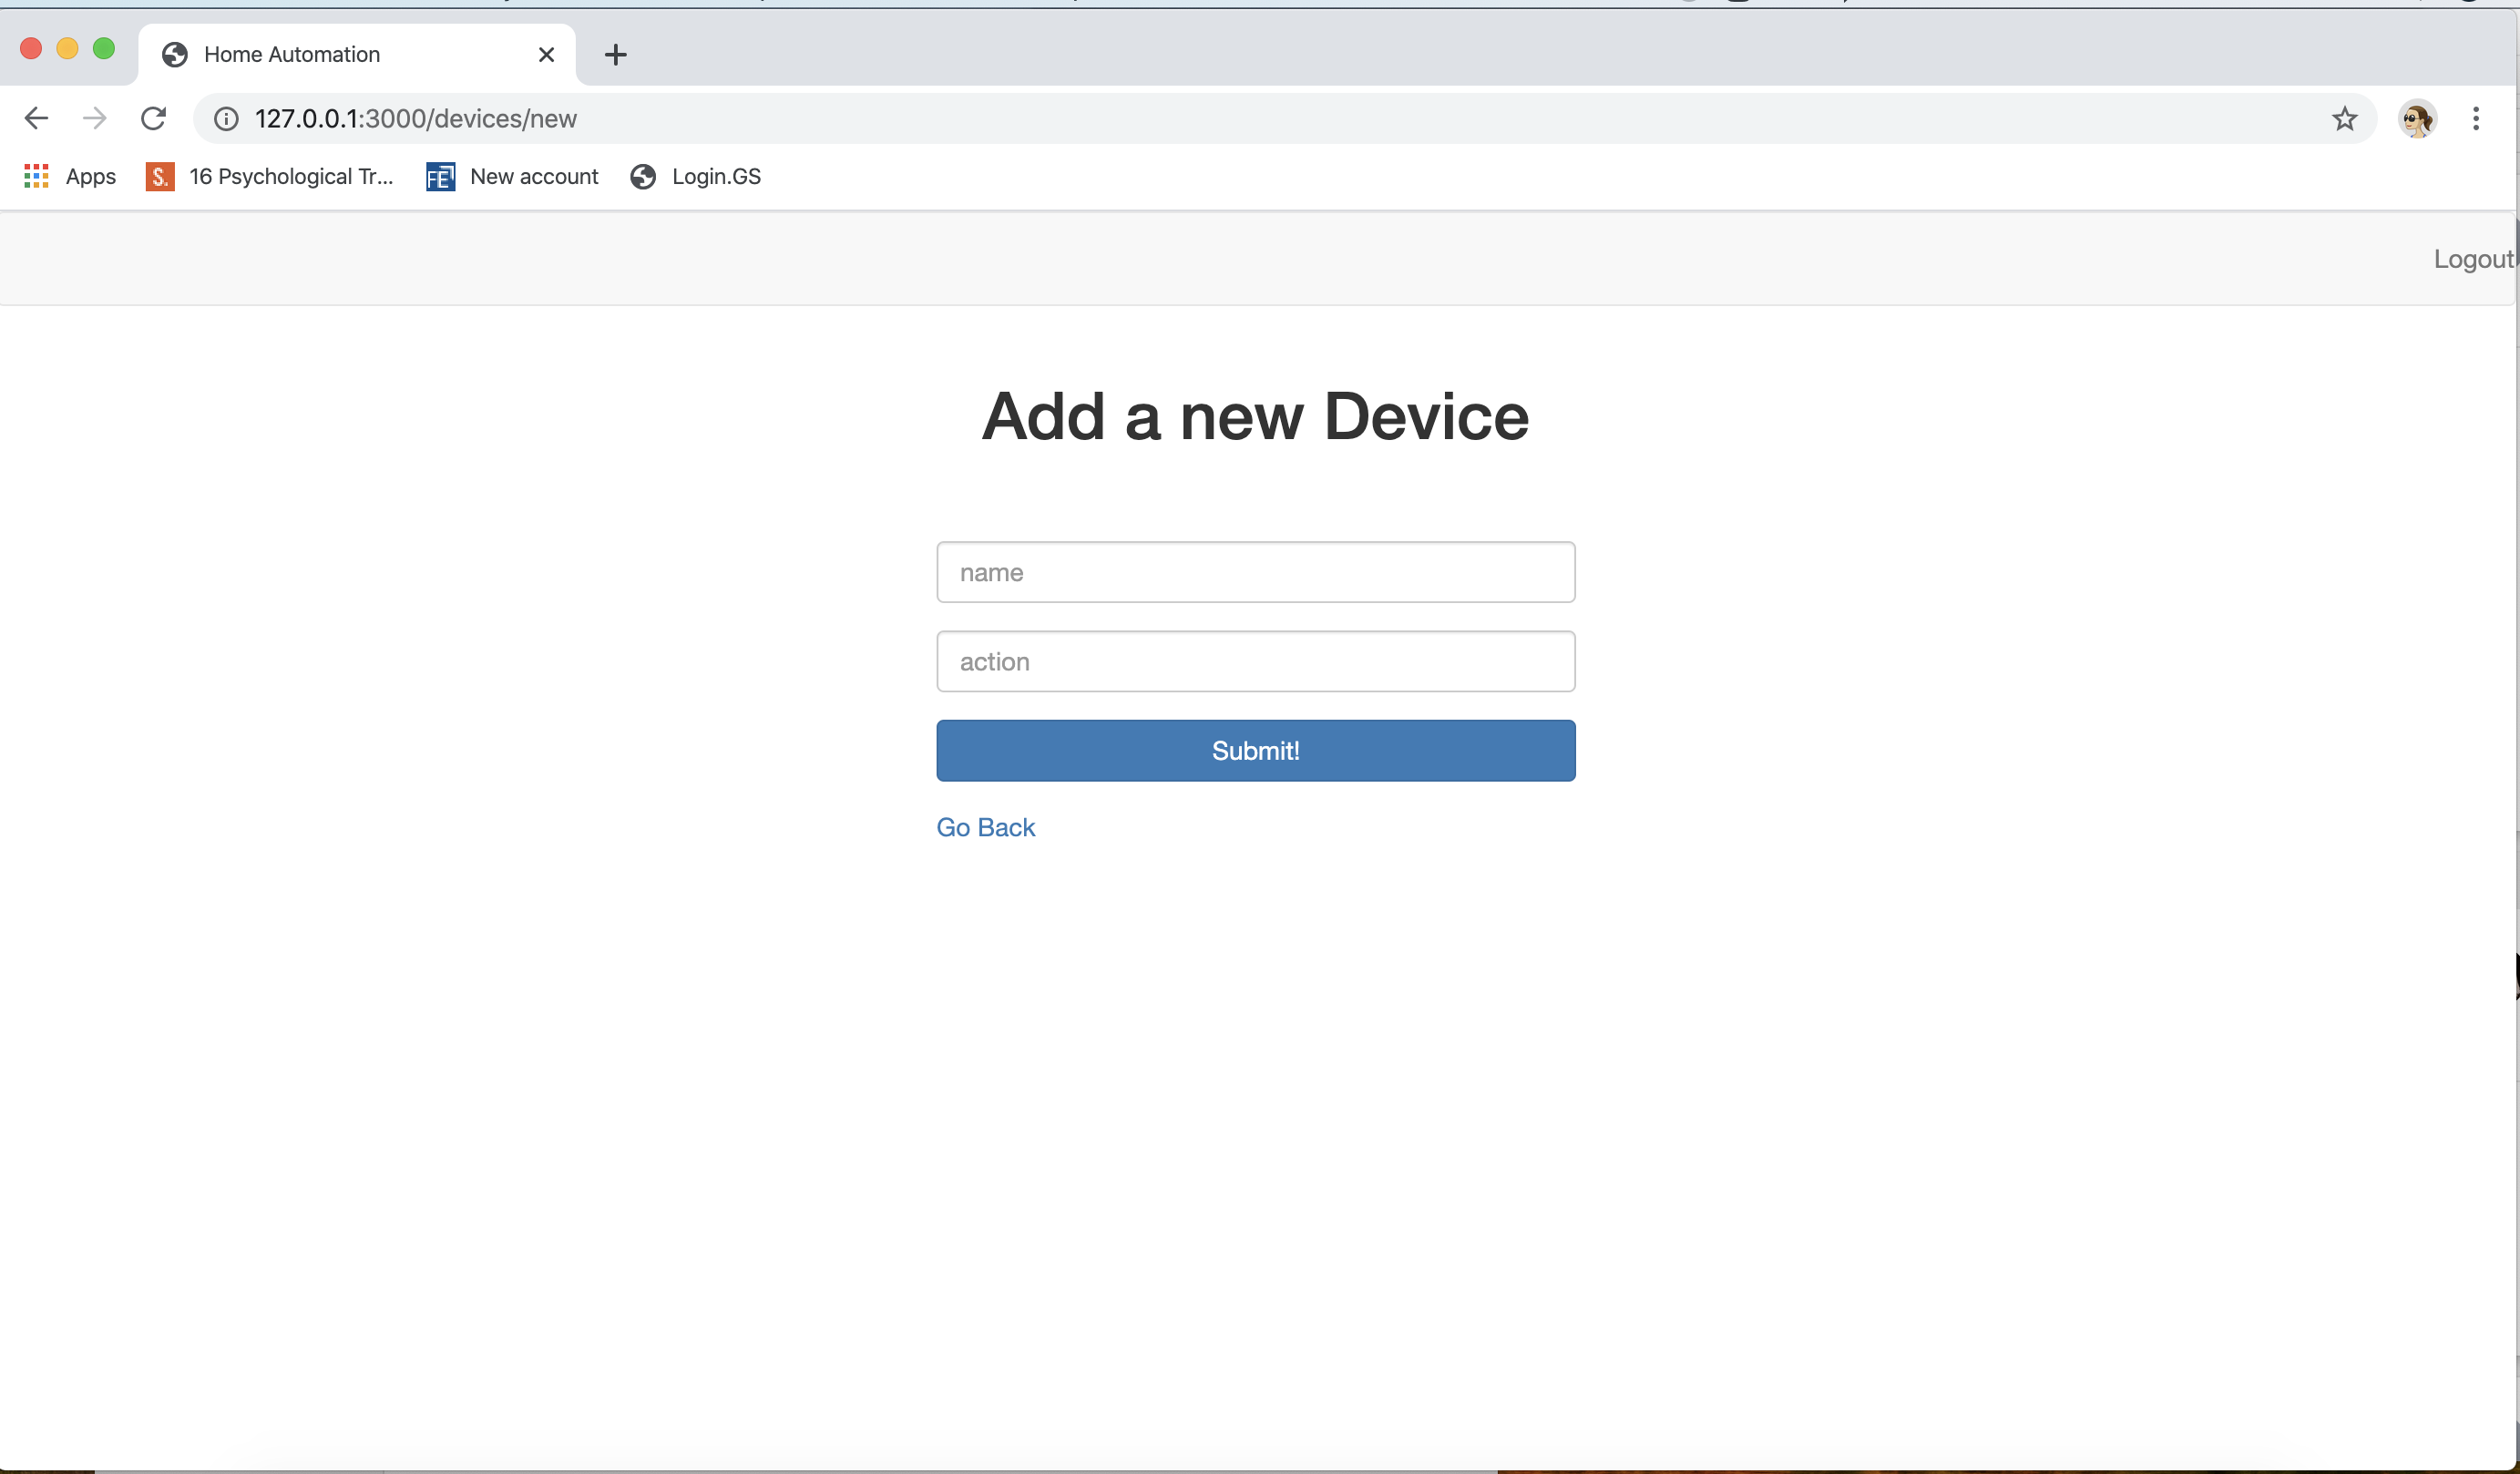 Home Automation
127.0.0.1:3000/devices/new
Apps 16 Psychological Tr... New account Login.GS
Logout
Add a new Device
name
action
Submit!
Go Back